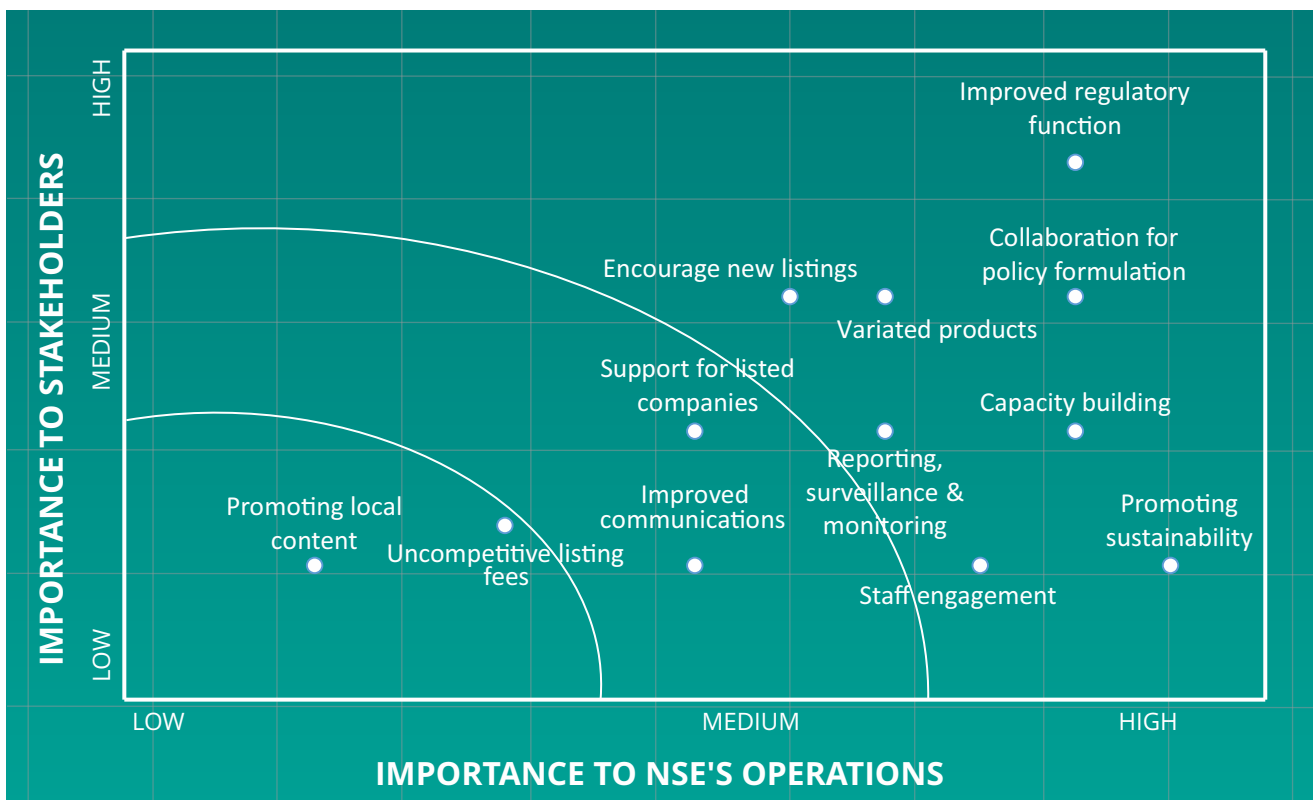 HIGH
MEDIUM
LOW
IMPORTANCE TO STAKEHOLDERS
Improved regulatory
function
Collaboration for
policy formulation
Encourage new listings
Variated products
Support for listed
companies
Capacity building
Reporting,
surveillance &
monitoring
Improved
communications
Promoting local
content
Uncompetitive listing
fees
Promoting
sustainability
Staff engagement
LOW
MEDIUM
HIGH
IMPORTANCE TO NSE'S OPERATIONS